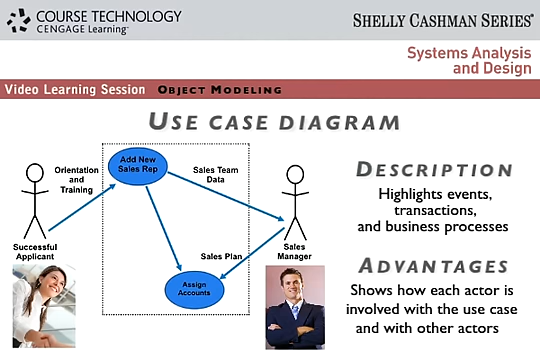 COURSE TECHNOLOGY
CENGAGE Learning™
SHELLY CASHMAN SERIES®
Systems Analysis
and Design
Video Learning Session OBJECT MODELING
USE CASE DIAGRAM
Add New
Sales Rep
Orientation
and
Training
Sales Team
Data
Successful
Applicant
Sales Plan
Sales
Manager
Assign
Accounts
DESCRIPTION
Highlights events,
transactions,
and business processes
ADVANTAGES
Shows how each actor is
involved with the use case
and with other actors